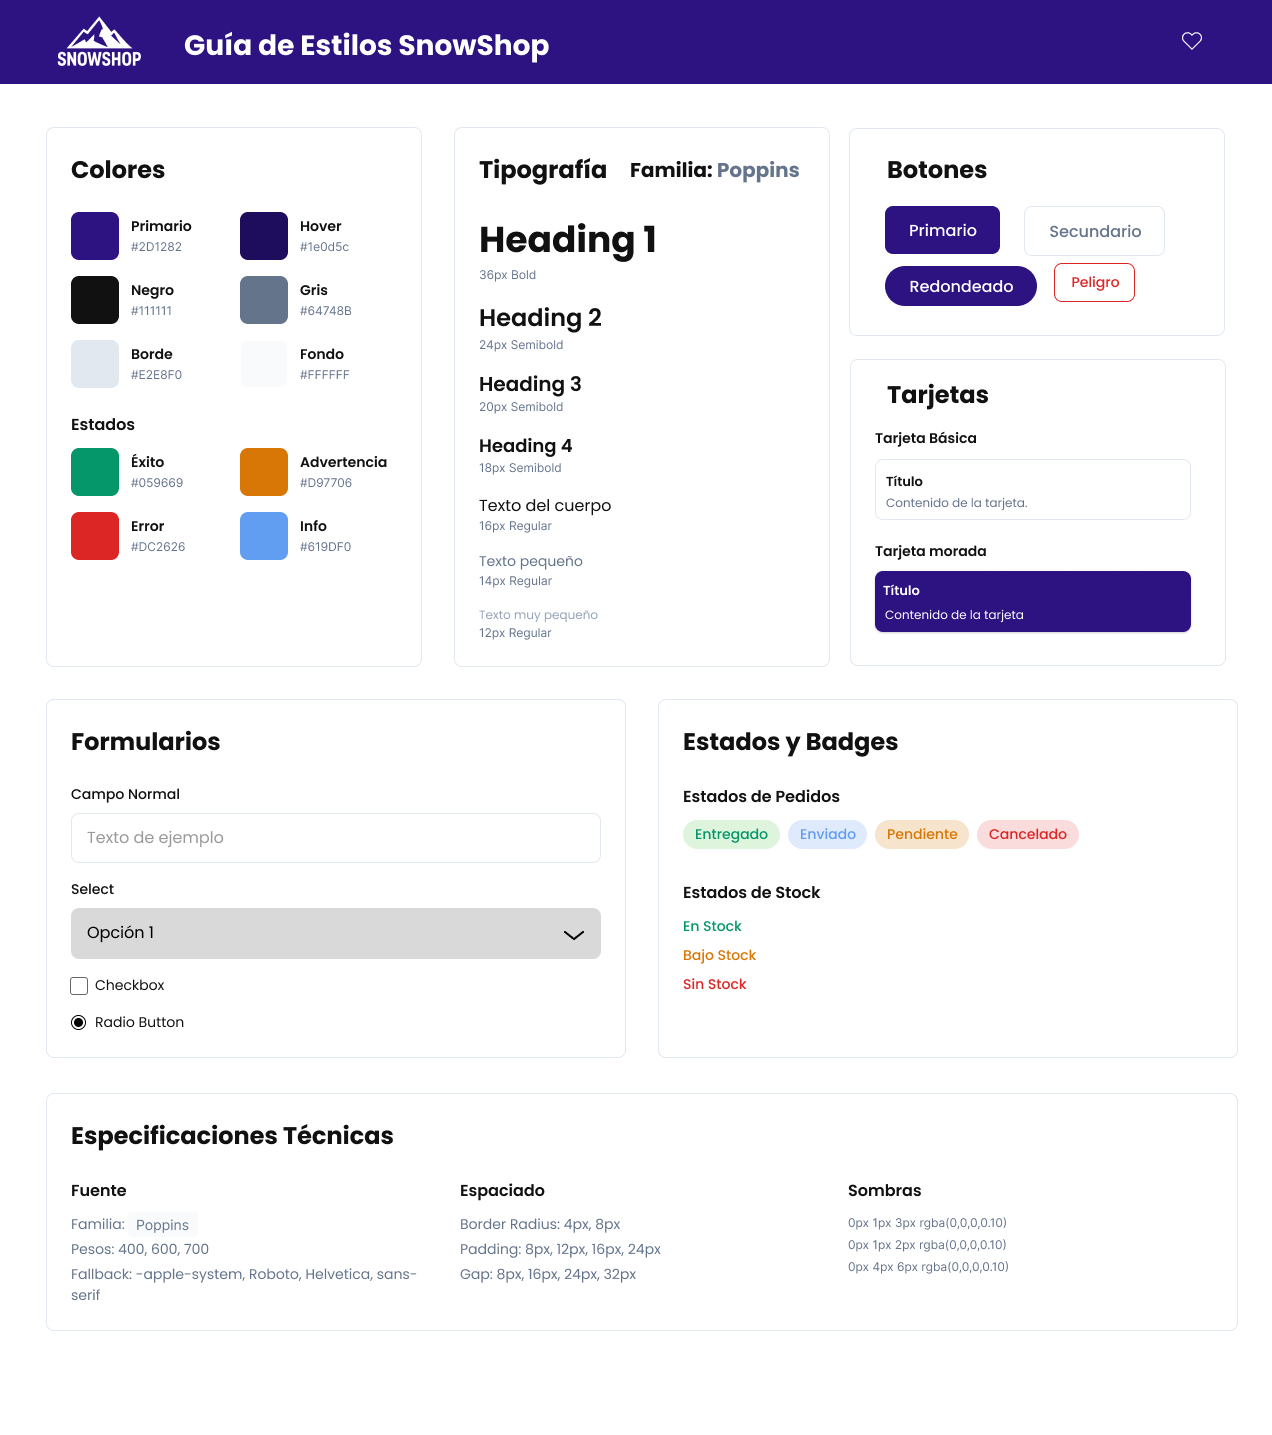 SNOWSHOP
Guía de Estilos SnowShop
Colores
Primario
#2D1282
Hover
#1e0d5c
Negro
#111111
Gris
#64748B
Borde
#E2E8F0
Fondo
#FFFFFF
Estados
Éxito
#059669
Advertencia
#D97706
Error
#DC2626
Info
#619DF0
Tipografía Familia: Poppins
Heading 1
36px Bold
Heading 2
24px Semibold
Heading 3
20px Semibold
Heading 4
18px Semibold
Texto del cuerpo
16px Regular
Texto pequeño
14px Regular
Texto muy pequeño
12px Regular
Botones
Primario
Secundario
Redondeado
Peligro
Tarjetas
Tarjeta Básica
Título
Contenido de la tarjeta.
Tarjeta morada
Título
Contenido de la tarjeta
Formularios
Campo Normal
Texto de ejemplo
Select
Opción 1
Checkbox
Radio Button
Estados y Badges
Estados de Pedidos
Entregado Enviado Pendiente Cancelado
Estados de Stock
En Stock
Bajo Stock
Sin Stock
Especificaciones Técnicas
Fuente
Familia: Poppins
Pesos: 400, 600, 700
Fallback: -apple-system, Roboto, Helvetica, sans-
serif
Espaciado
Border Radius: 4px, 8px
Padding: 8px, 12px, 16px, 24px
Gap: 8px, 16px, 24px, 32px
Sombras
0px 1px 3px rgba(0,0,0,0.10)
0px 1px 2px rgba(0,0,0,0.10)
0px 4px 6px rgba(0,0,0,0.10)